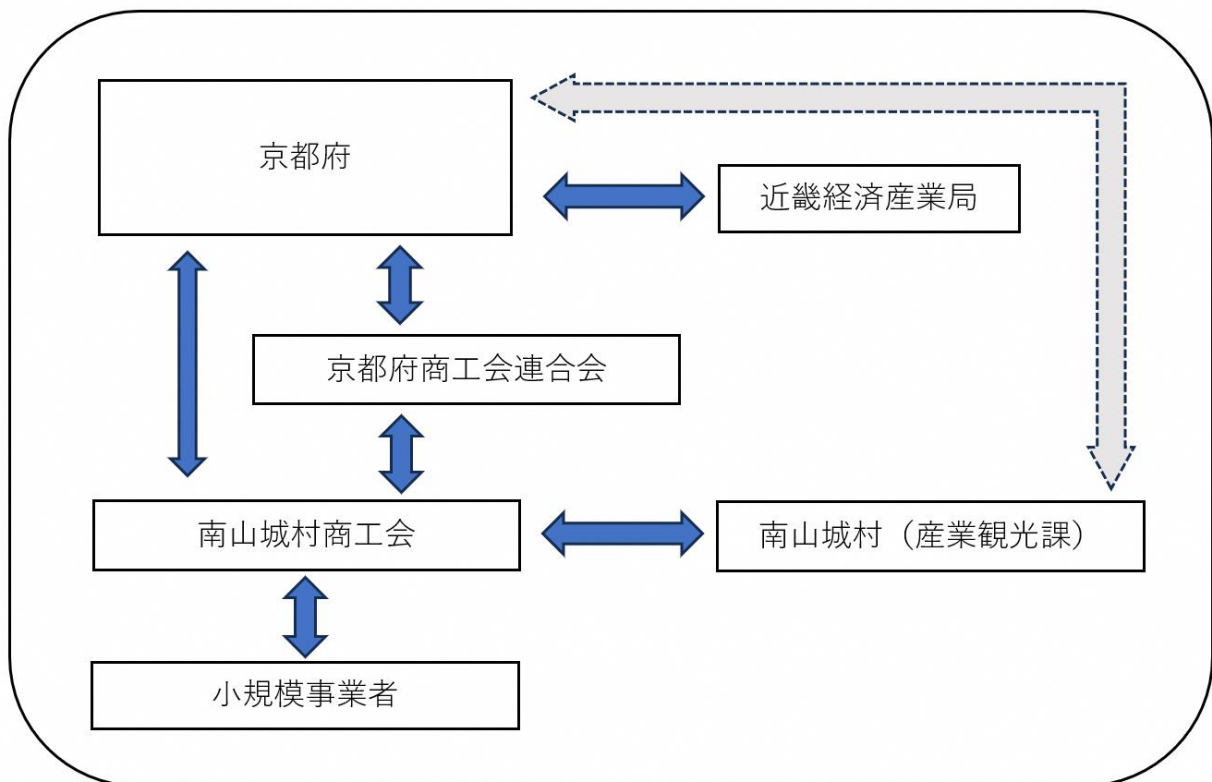 京都府
近畿経済産業局
京都府商工会連合会
南山城村商工会
南山城村（産業観光課）
小規模事業者